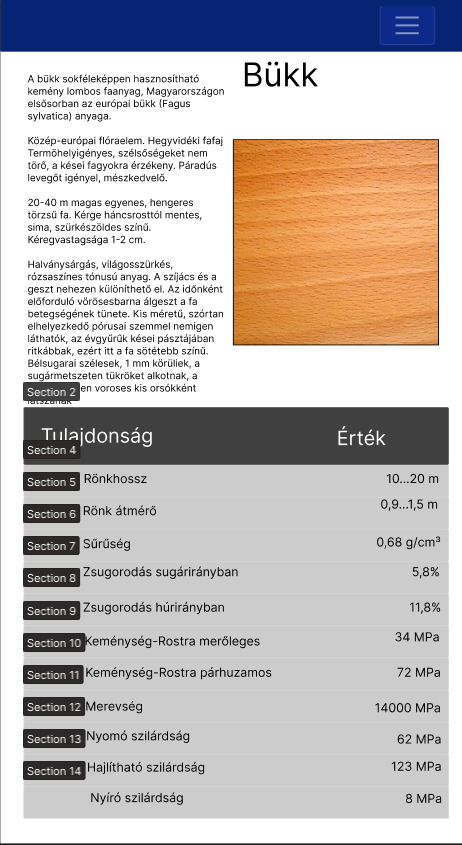 Bükk
A bükk sokféleképpen hasznosítható
kemény lombos faanyag, Magyarországon
elsősorban az európai bükk (Fagus
sylvatica) anyaga.
Közép-európai flóraelem. Hegyvidéki fafaj
Termőhelyigényes, szélsőségeket nem
törő, a kései fagyokra érzékeny. Páradús
levegőt igényel, mészkedvelő.
20-40 m magas egyenes, hengeres
törzsű fa. Kérge háncsrosttól mentes,
sima, szürkészöldes színű.
Kéregvastagsága 1-2 cm.
Halványsárgás, világosszürkés,
rózsaszínes tónusú anyag. A szíjács és a
geszt nehezen különíthető el. Az időnként
előforduló vörösesbarna álgeszt a fa
betegségének tünete. Kis méretű, szórtan
elhelyezkedő pórusai szemmel nemigen
láthatók, az évgyűrűk kései pásztájában
ritkábbak, ezért itt a fa sötétebb színű.
Bélsugarai szélesek, 1 mm körüliek, a
sugármetszeten tükröket alkotnak, a
Section 2 en voroses kis orsókként
Tulajdonság Érték
Section 4
Section 5 Rönkhossz 10...20 m
Section 6 Rönk átmérő 0,9...1,5 m
Section 7 Sűrűség 0,68 g/cm³
Section 8 Zsugorodás sugárirányban 5,8%
Section 9 Zsugorodás húrirányban 11,8%
Section 10 Keménység-Rostra merőleges 34 MPa
Section 11 Keménység-Rostra párhuzamos 72 MPa
Section 12 Merevség 14000 MPa
Section 13 Nyomó szilárdság 62 MPa
Section 14 Hajlítható szilárdság 123 MPa
Nyíró szilárdság 8 MPa